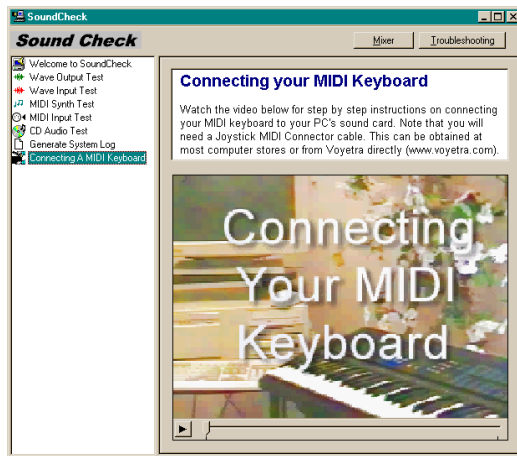 SoundCheck
Sound Check
Mixer
Troubleshooting
Welcome to SoundCheck
Wave Output Test
Wave Input Test
MIDI Synth Test
MIDI Input Test
CD Audio Test
Generate System Log
Connecting A MIDI Keyboard
Connecting your MIDI Keyboard
Watch the video below for step by step instructions on connecting
your MIDI keyboard to your PC's sound card. Note that you will
need a Joystick MIDI Connector cable. This can be obtained at
most computer stores or from Voyetra directly (www.voyetra.com).
Connecting
Your MIDI
Keyboard